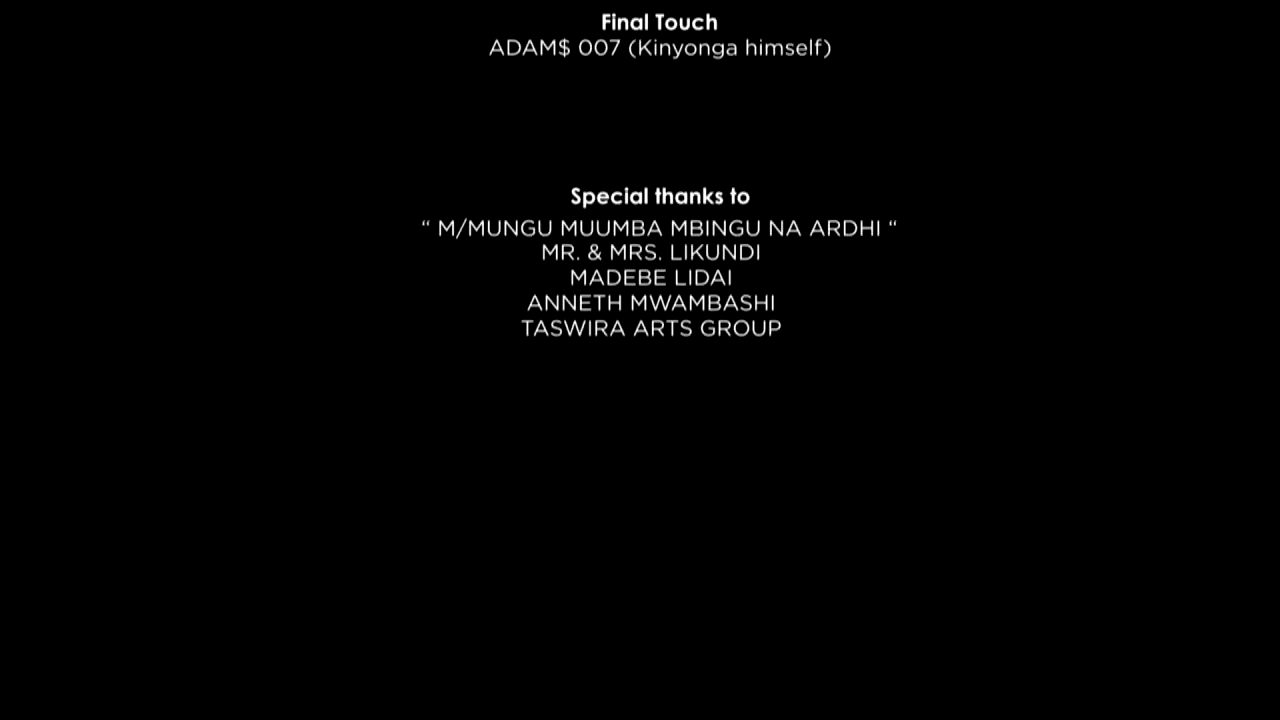 Final Touch
ADAM$ 007 (Kinyonga himself)
Special thanks to
“ M/MUNGU MUUMBA MBINGU NA ARDHI “
MR. & MRS. LIKUNDI
MADEBE LIDAI
ANNETH MWAMBASHI
TASWIRA ARTS GROUP